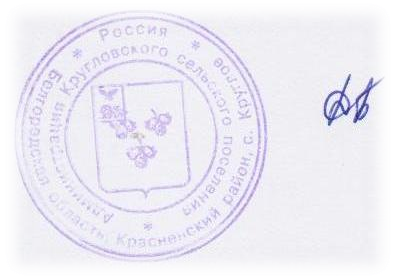 * Россия *
Белгородская область, Красненский район, с. Круглое
Администрация Кругловского сельского поселения *